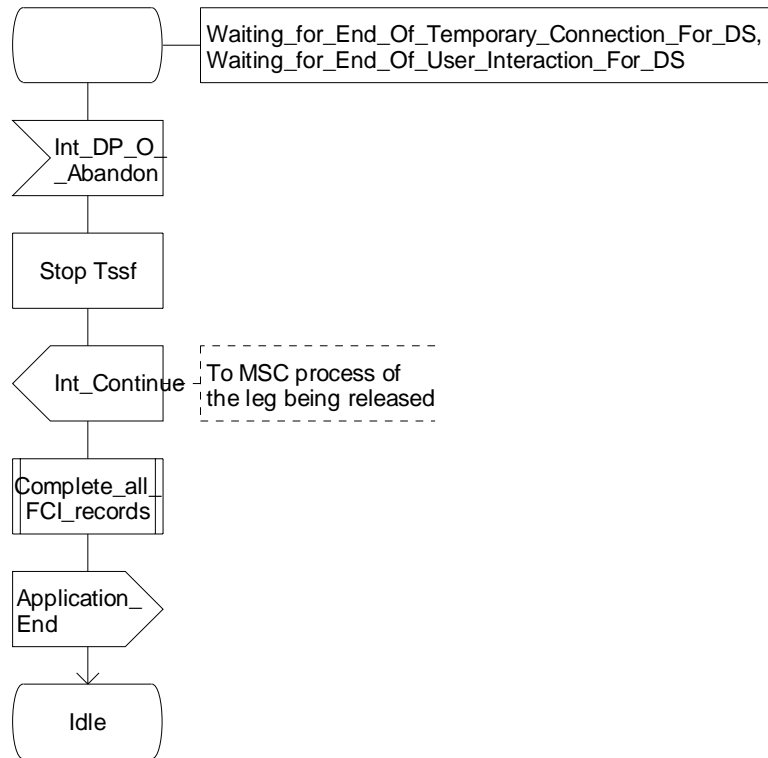 Waiting_for_End_Of_Temporary_Connection_For_DS,
Waiting_for_End_Of_User_Interaction_For_DS
Int_DP_O_
_Abandon
Stop Tssf
Int_Continue
To MSC process of
the leg being released
Complete_all_
FCI_records
Application_
End
Idle